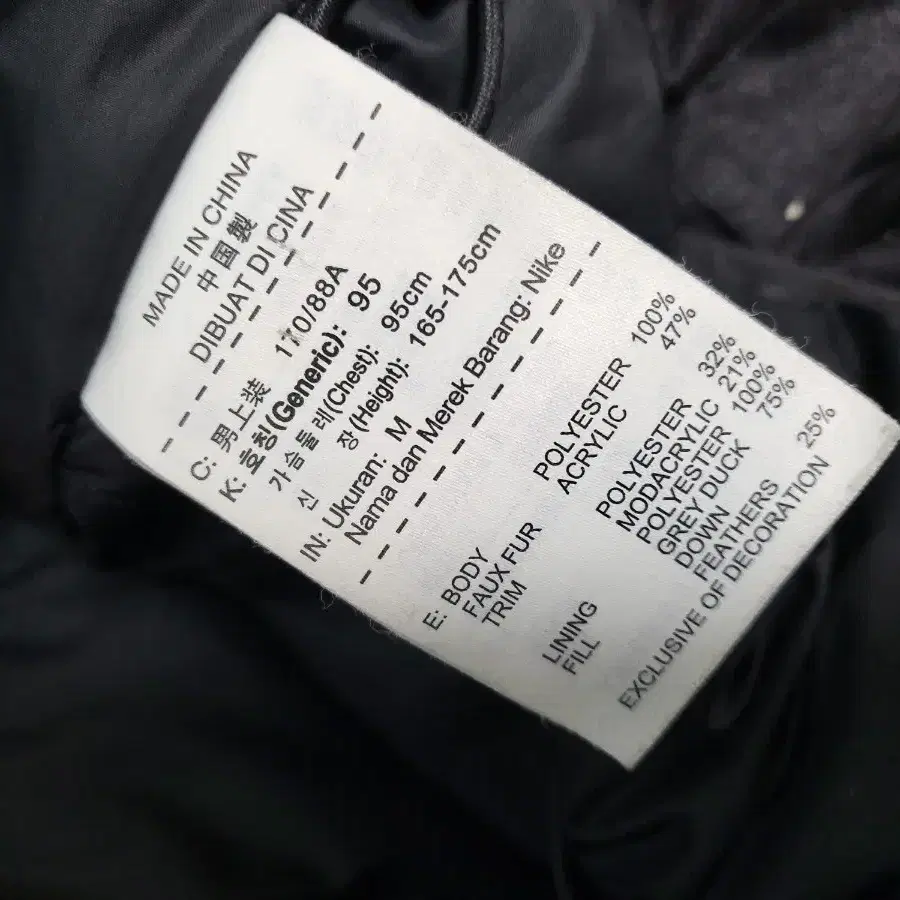 MADE IN CHINA
中国製
DIBUAT DI CINA
C: 男上装 170/88A
K: 호칭(Generic): 95
가슴둘레(Chest): 95cm
신 장(Height): 165-175cm
IN: Ukuran: M
Nama dan Merek Barang: Nike
E: BODY POLYESTER 100%
FAUX FUR ACRYLIC 47%
TRIM
POLYESTER 32%
MODACRYLIC 21%
LINING POLYESTER 100%
FILL GREY DUCK 75%
DOWN
FEATHERS 25%
EXCLUSIVE OF DECORATION